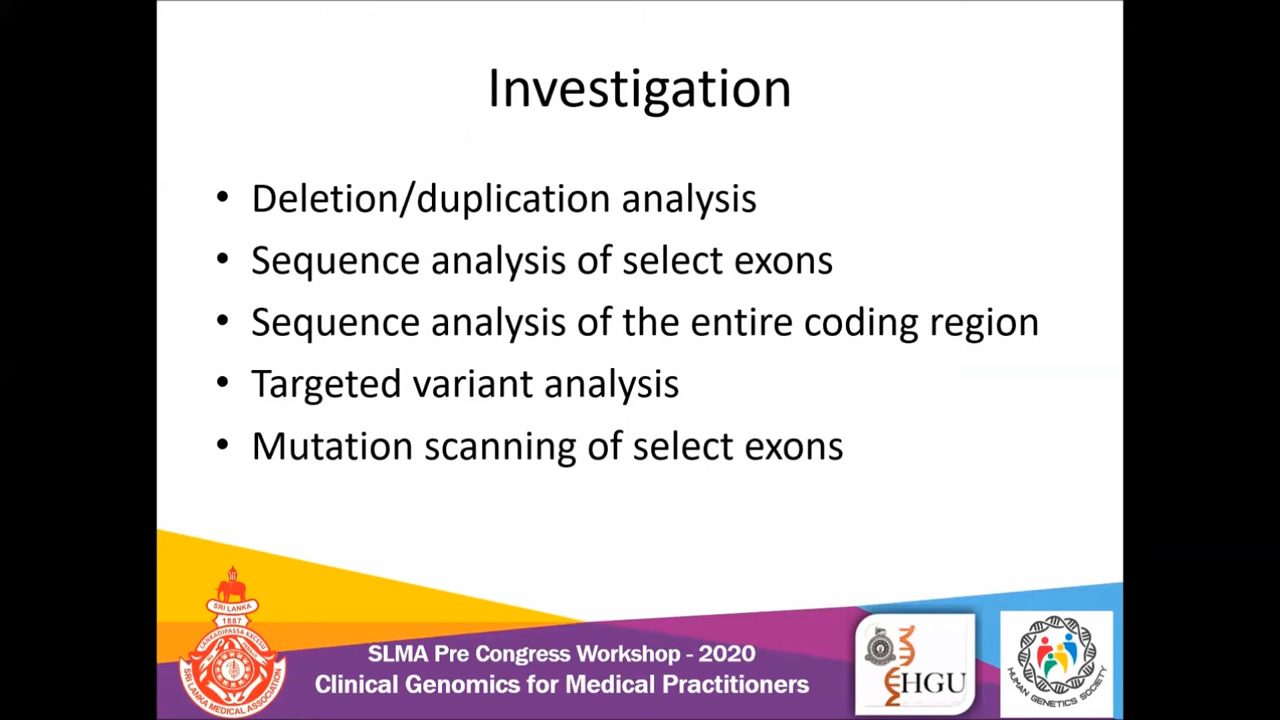 Investigation
• Deletion/duplication analysis
• Sequence analysis of select exons
• Sequence analysis of the entire coding region
• Targeted variant analysis
• Mutation scanning of select exons
SRI LANKA
1887
SRI LANKA MEDICAL ASSOCIATION
SLMA Pre Congress Workshop - 2020
Clinical Genomics for Medical Practitioners
HGU
HUMAN GENETICS SOCIETY